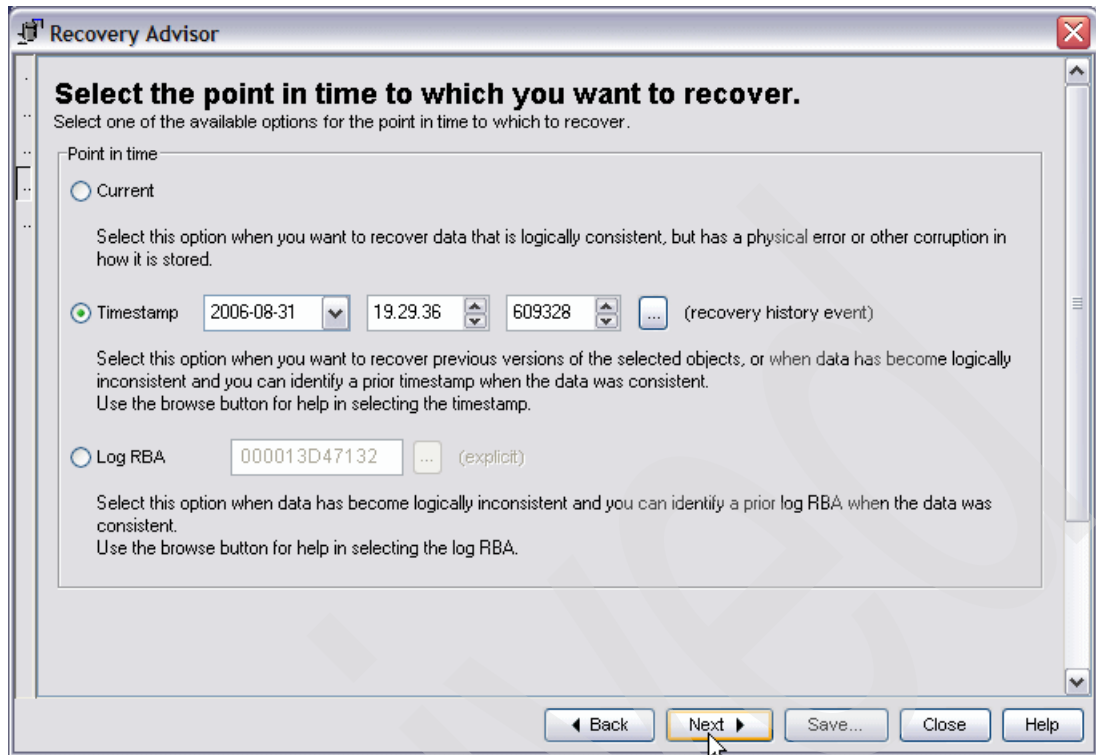 Recovery Advisor
Select the point in time to which you want to recover.
Select one of the available options for the point in time to which to recover.
Point in time
Current
Select this option when you want to recover data that is logically consistent, but has a physical error or other corruption in
how it is stored.
Timestamp 2006-08-31 19.29.36 609328 ... (recovery history event)
Select this option when you want to recover previous versions of the selected objects, or when data has become logically
inconsistent and you can identify a prior timestamp when the data was consistent.
Use the browse button for help in selecting the timestamp.
Log RBA 000013D47132 ... (explicit)
Select this option when data has become logically inconsistent and you can identify a prior log RBA when the data was
consistent.
Use the browse button for help in selecting the log RBA.
Back Next Save... Close Help